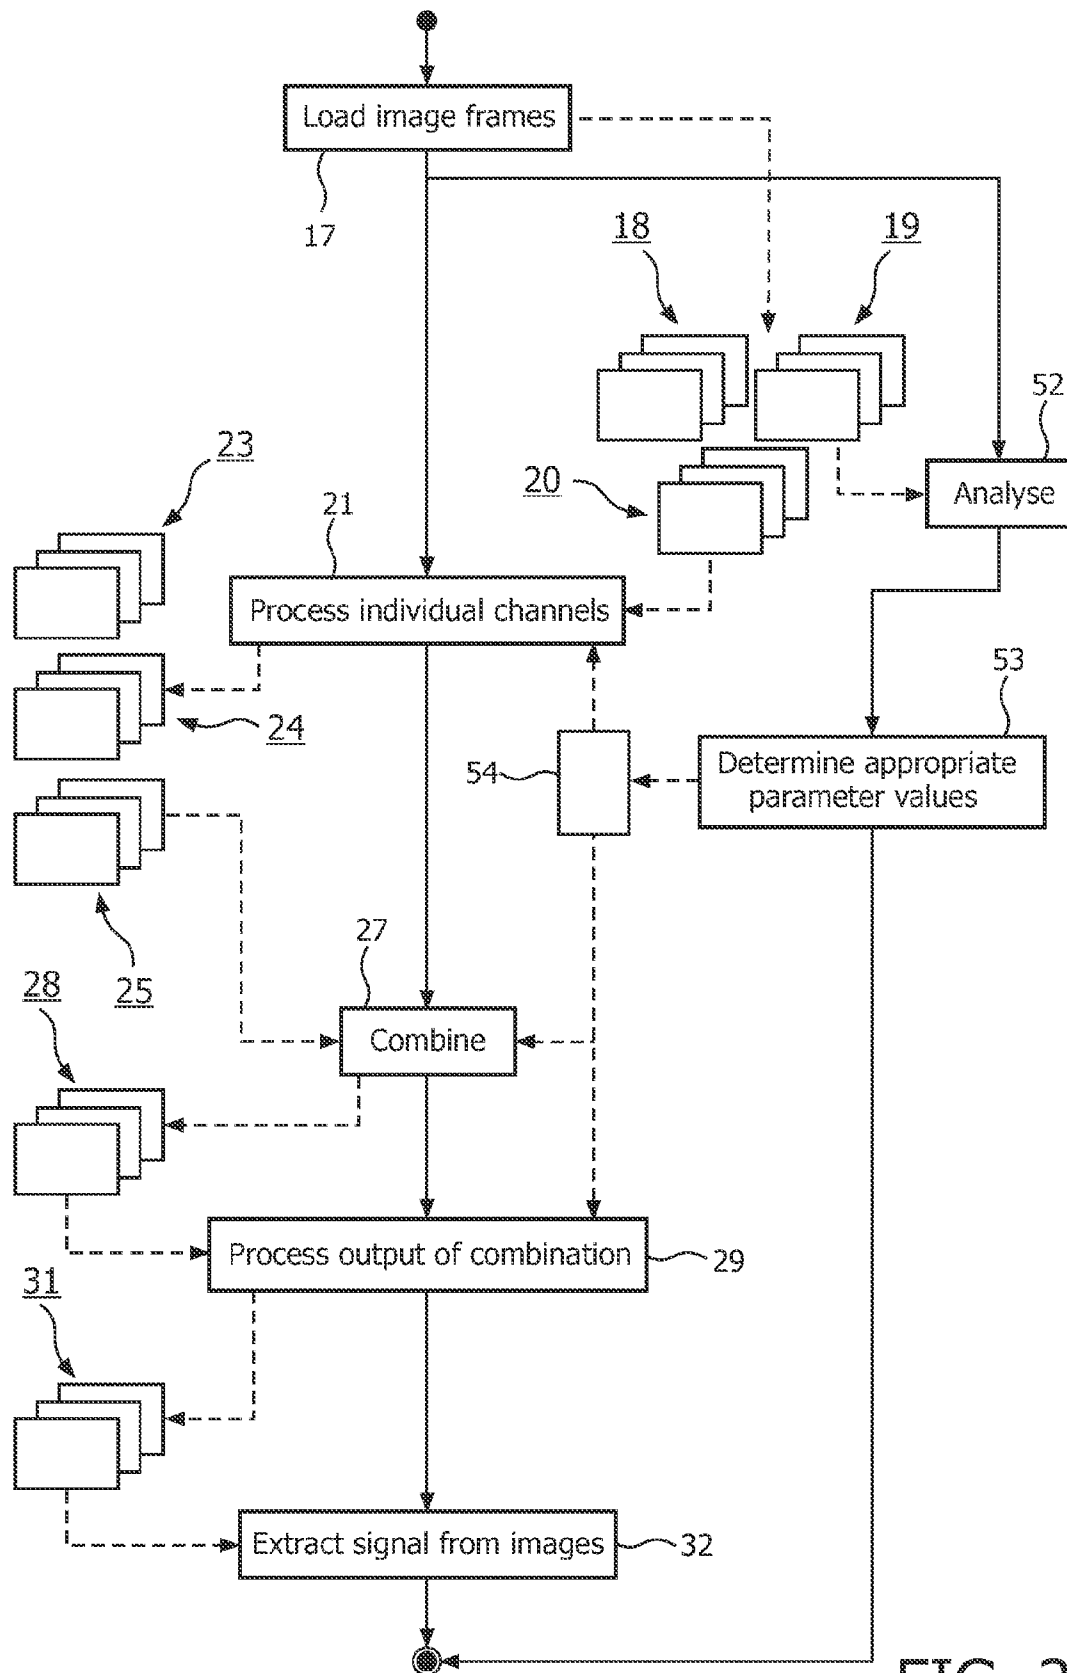 Load image frames
17
18
19
52
Analyse
20
23
21
Process individual channels
24
53
Determine appropriate
parameter values
54
25
27
Combine
28
Process output of combination
29
31
Extract signal from images
32